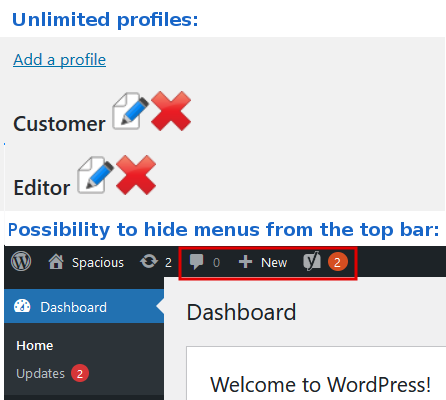 Unlimited profiles:
Add a profile
Customer
Editor
Possibility to hide menus from the top bar:
Spacious 2 0 New 2
Dashboard
Dashboard
Home
Updates 2
Welcome to WordPress!